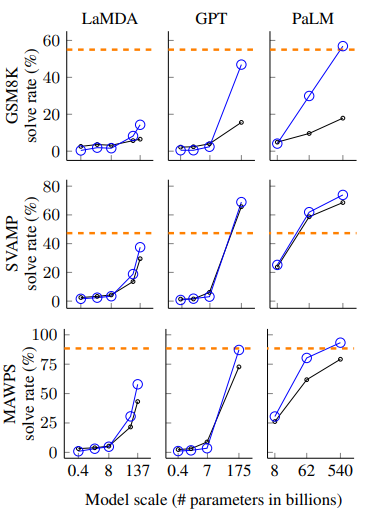 LaMDA GPT PaLM
GSM8K
solve rate (%)
60
40
20
0
SVAMP
solve rate (%)
80
60
40
20
0
MAWPS
solve rate (%)
100
75
50
25
0
0.4 8 137 0.4 7 175 8 62 540
Model scale (# parameters in billions)